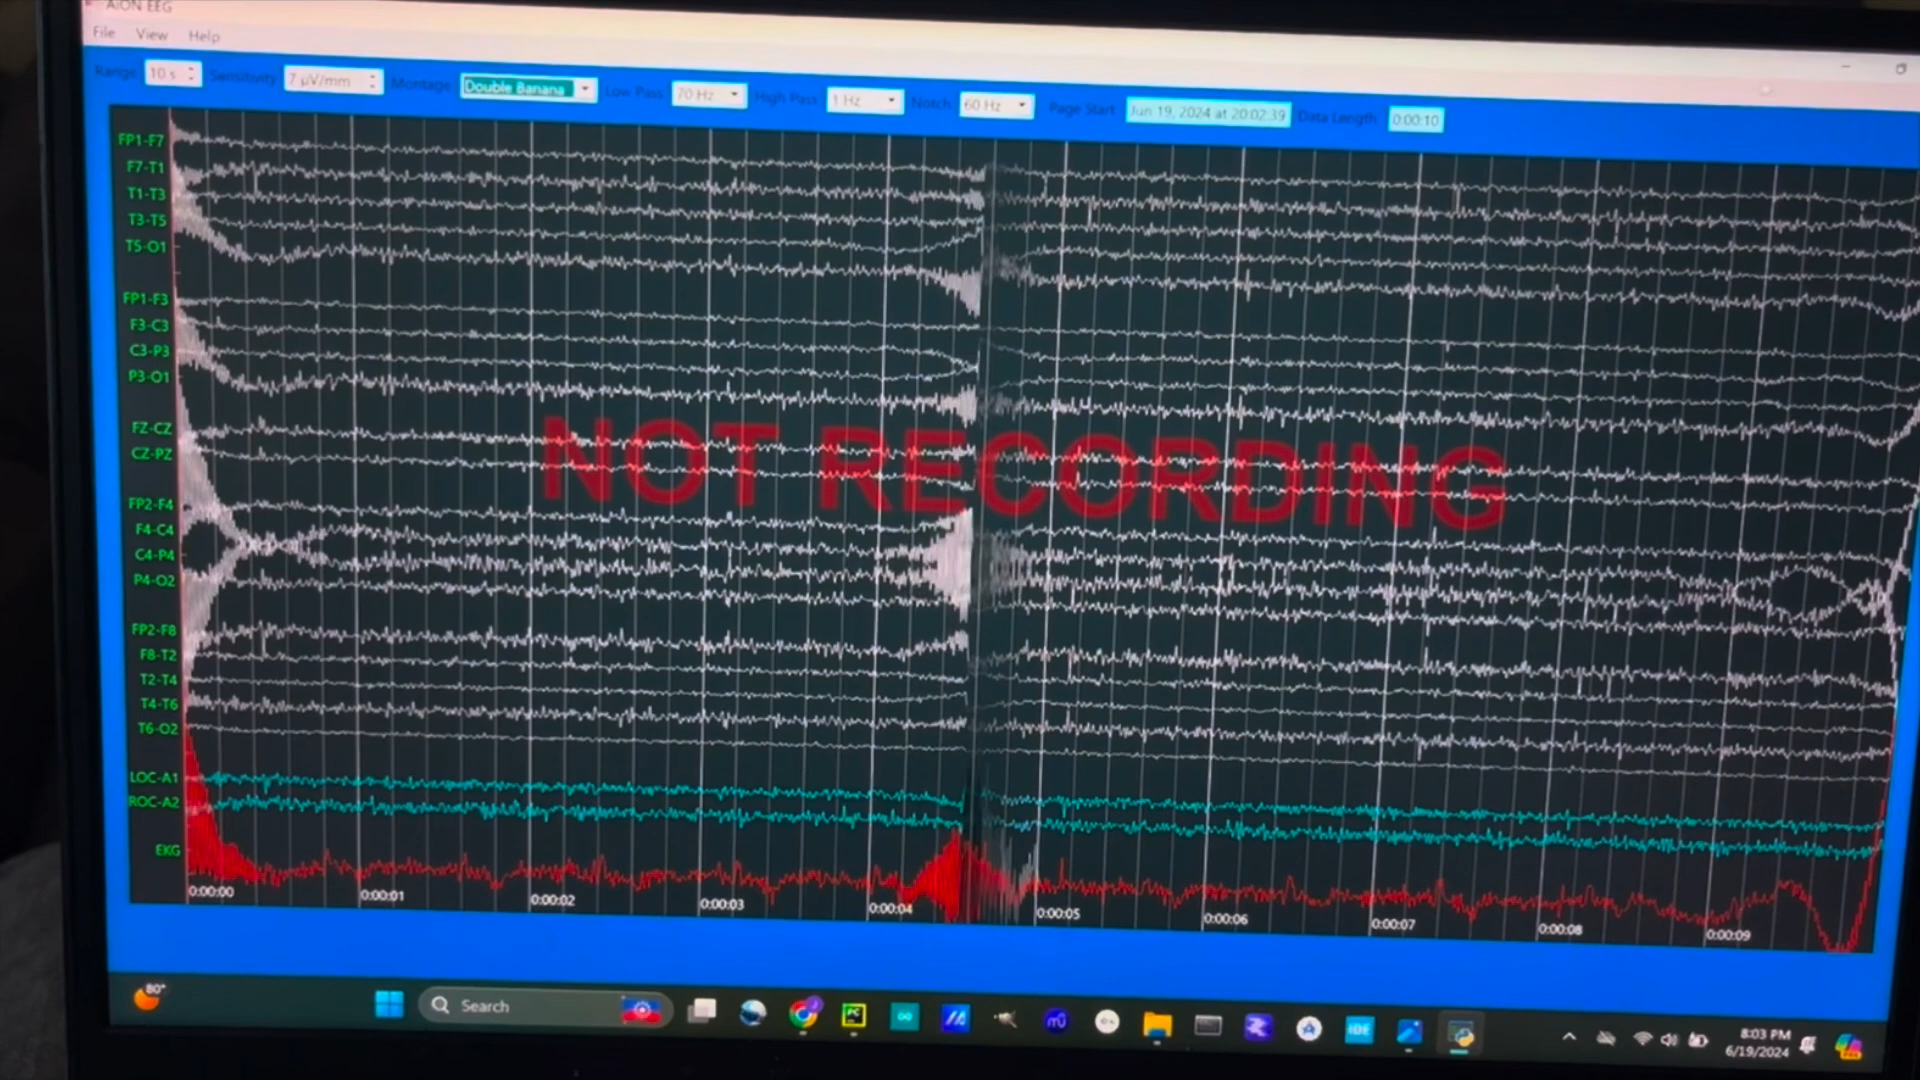 AION EEG
File View Help
Range 10 s Sensitivity 7 µV/mm Montage Double Banana Low Pass 70 Hz High Pass 1 Hz Notch 60 Hz Page Start Jun 19, 2024 at 20:02:39 Data Length 0:00:10
FP1-F7
F7-T1
T1-T3
T3-T5
T5-O1
FP1-F3
F3-C3
C3-P3
P3-O1
FZ-CZ
CZ-PZ
NOT RECORDING
FP2-F4
F4-C4
C4-P4
P4-O2
FP2-F8
F8-T2
T2-T4
T4-T6
T6-O2
LOC-A1
ROC-A2
EKG
0:00:00 0:00:01 0:00:02 0:00:03 0:00:04 0:00:05 0:00:06 0:00:07 0:00:08 0:00:09
80°
Search
PC
IDE
8:03 PM
6/19/2024